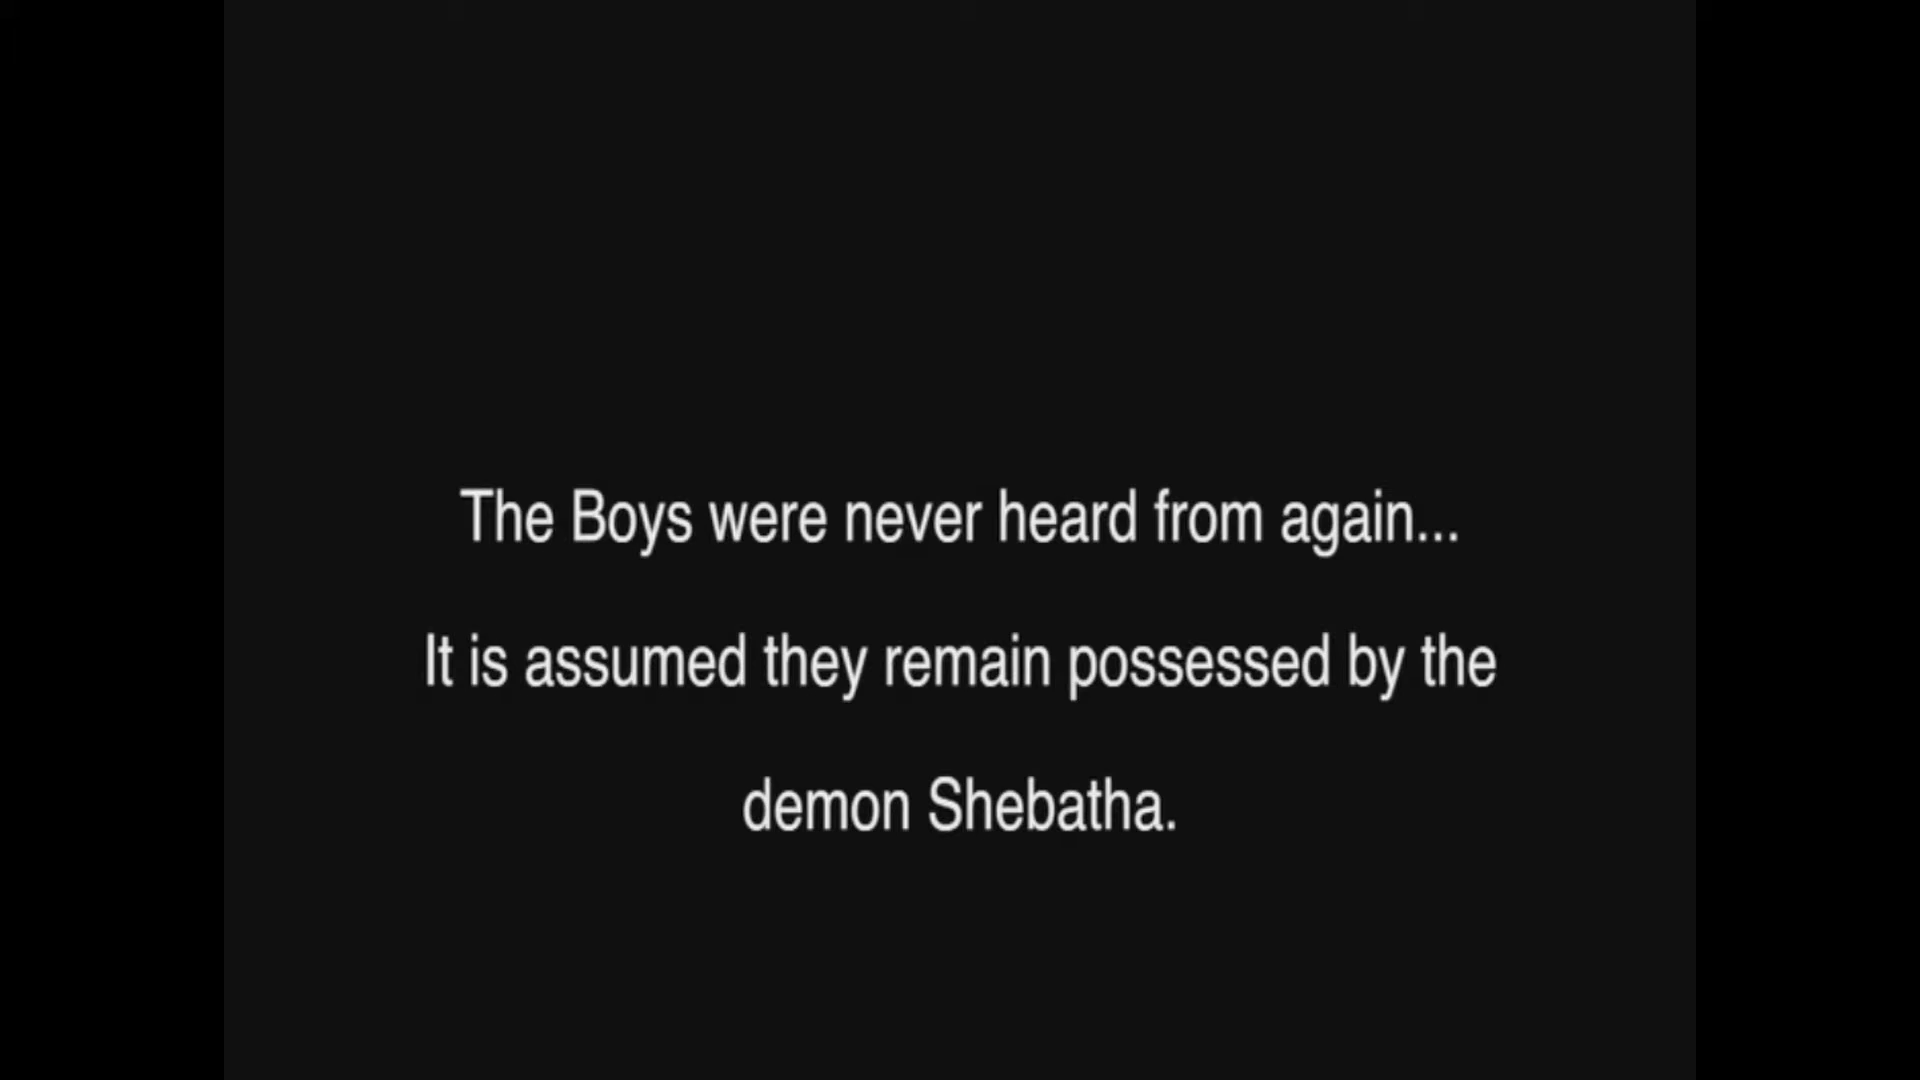 The Boys were never heard from again...
It is assumed they remain possessed by the
demon Shebatha.